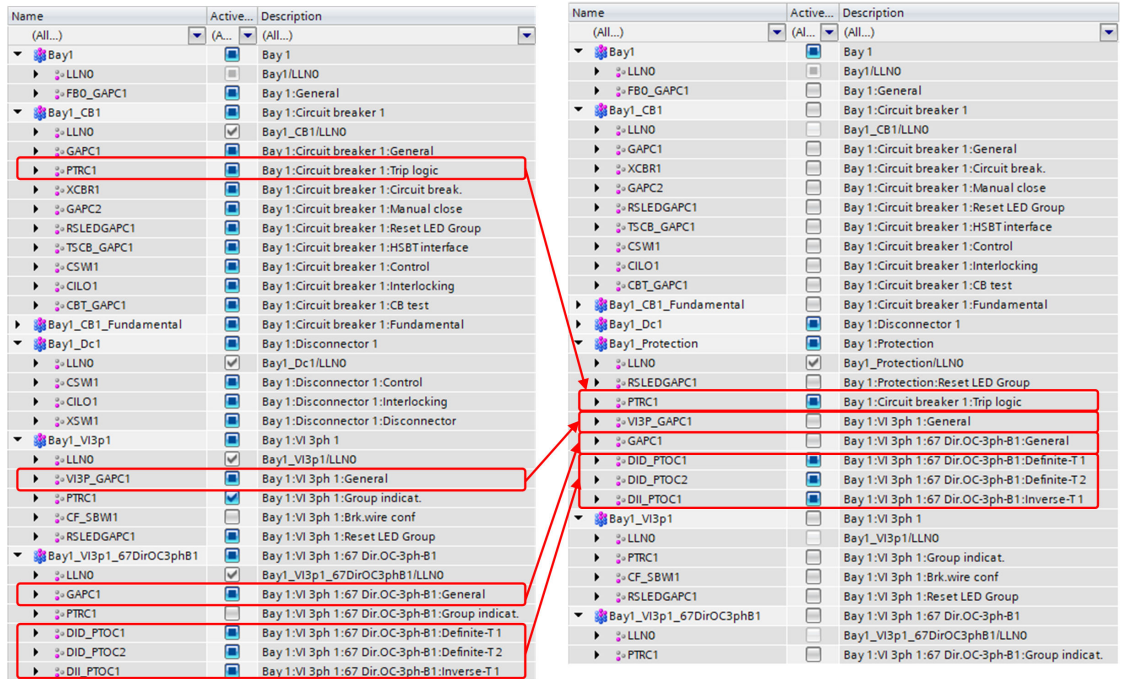 Name Active... Description
(All...) (A... (All...)
Bay1 Bay 1
LLN0 Bay1/LLN0
FB0_GAPC1 Bay 1:General
Bay1_CB1 Bay 1:Circuit breaker 1
LLN0 Bay1_CB1/LLN0
GAPC1 Bay 1:Circuit breaker 1:General
PTRC1 Bay 1:Circuit breaker 1:Trip logic
XCBR1 Bay 1:Circuit breaker 1:Circuit break.
GAPC2 Bay 1:Circuit breaker 1:Manual close
RSLEDGAPC1 Bay 1:Circuit breaker 1:Reset LED Group
TSCB_GAPC1 Bay 1:Circuit breaker 1:HSBT interface
CSWI1 Bay 1:Circuit breaker 1:Control
CILO1 Bay 1:Circuit breaker 1:Interlocking
CBT_GAPC1 Bay 1:Circuit breaker 1:CB test
Bay1_CB1_Fundamental Bay 1:Circuit breaker 1:Fundamental
Bay1_Dc1 Bay 1:Disconnector 1
LLN0 Bay1_Dc1/LLN0
CSWI1 Bay 1:Disconnector 1:Control
CILO1 Bay 1:Disconnector 1:Interlocking
XSWI1 Bay 1:Disconnector 1:Disconnector
Bay1_VI3p1 Bay 1:VI 3ph 1
LLN0 Bay1_VI3p1/LLN0
VI3P_GAPC1 Bay 1:VI 3ph 1:General
PTRC1 Bay 1:VI 3ph 1:Group indicat.
CF_SBWI1 Bay 1:VI 3ph 1:Brk.wire conf
RSLEDGAPC1 Bay 1:VI 3ph 1:Reset LED Group
Bay1_VI3p1_67DirOC3phB1 Bay 1:VI 3ph 1:67 Dir.OC-3ph-B1
LLN0 Bay1_VI3p1_67DirOC3phB1/LLN0
GAPC1 Bay 1:VI 3ph 1:67 Dir.OC-3ph-B1:General
PTRC1 Bay 1:VI 3ph 1:67 Dir.OC-3ph-B1:Group indicat.
DID_PTOC1 Bay 1:VI 3ph 1:67 Dir.OC-3ph-B1:Definite-T 1
DID_PTOC2 Bay 1:VI 3ph 1:67 Dir.OC-3ph-B1:Definite-T 2
DII_PTOC1 Bay 1:VI 3ph 1:67 Dir.OC-3ph-B1:Inverse-T 1
Name Active... Description
(All...) (Al... (All...)
Bay1 Bay 1
LLN0 Bay1/LLN0
FB0_GAPC1 Bay 1:General
Bay1_CB1 Bay 1:Circuit breaker 1
LLN0 Bay1_CB1/LLN0
GAPC1 Bay 1:Circuit breaker 1:General
XCBR1 Bay 1:Circuit breaker 1:Circuit break.
GAPC2 Bay 1:Circuit breaker 1:Manual close
RSLEDGAPC1 Bay 1:Circuit breaker 1:Reset LED Group
TSCB_GAPC1 Bay 1:Circuit breaker 1:HSBT interface
CSWI1 Bay 1:Circuit breaker 1:Control
CILO1 Bay 1:Circuit breaker 1:Interlocking
CBT_GAPC1 Bay 1:Circuit breaker 1:CB test
Bay1_CB1_Fundamental Bay 1:Circuit breaker 1:Fundamental
Bay1_Dc1 Bay 1:Disconnector 1
Bay1_Protection Bay 1:Protection
LLN0 Bay1_Protection/LLN0
RSLEDGAPC1 Bay 1:Protection:Reset LED Group
PTRC1 Bay 1:Circuit breaker 1:Trip logic
VI3P_GAPC1 Bay 1:VI 3ph 1:General
GAPC1 Bay 1:VI 3ph 1:67 Dir.OC-3ph-B1:General
DID_PTOC1 Bay 1:VI 3ph 1:67 Dir.OC-3ph-B1:Definite-T 1
DID_PTOC2 Bay 1:VI 3ph 1:67 Dir.OC-3ph-B1:Definite-T 2
DII_PTOC1 Bay 1:VI 3ph 1:67 Dir.OC-3ph-B1:Inverse-T 1
Bay1_VI3p1 Bay 1:VI 3ph 1
LLN0 Bay1_VI3p1/LLN0
PTRC1 Bay 1:VI 3ph 1:Group indicat.
CF_SBWI1 Bay 1:VI 3ph 1:Brk.wire conf
RSLEDGAPC1 Bay 1:VI 3ph 1:Reset LED Group
Bay1_VI3p1_67DirOC3phB1 Bay 1:VI 3ph 1:67 Dir.OC-3ph-B1
LLN0 Bay1_VI3p1_67DirOC3phB1/LLN0
PTRC1 Bay 1:VI 3ph 1:67 Dir.OC-3ph-B1:Group indicat.